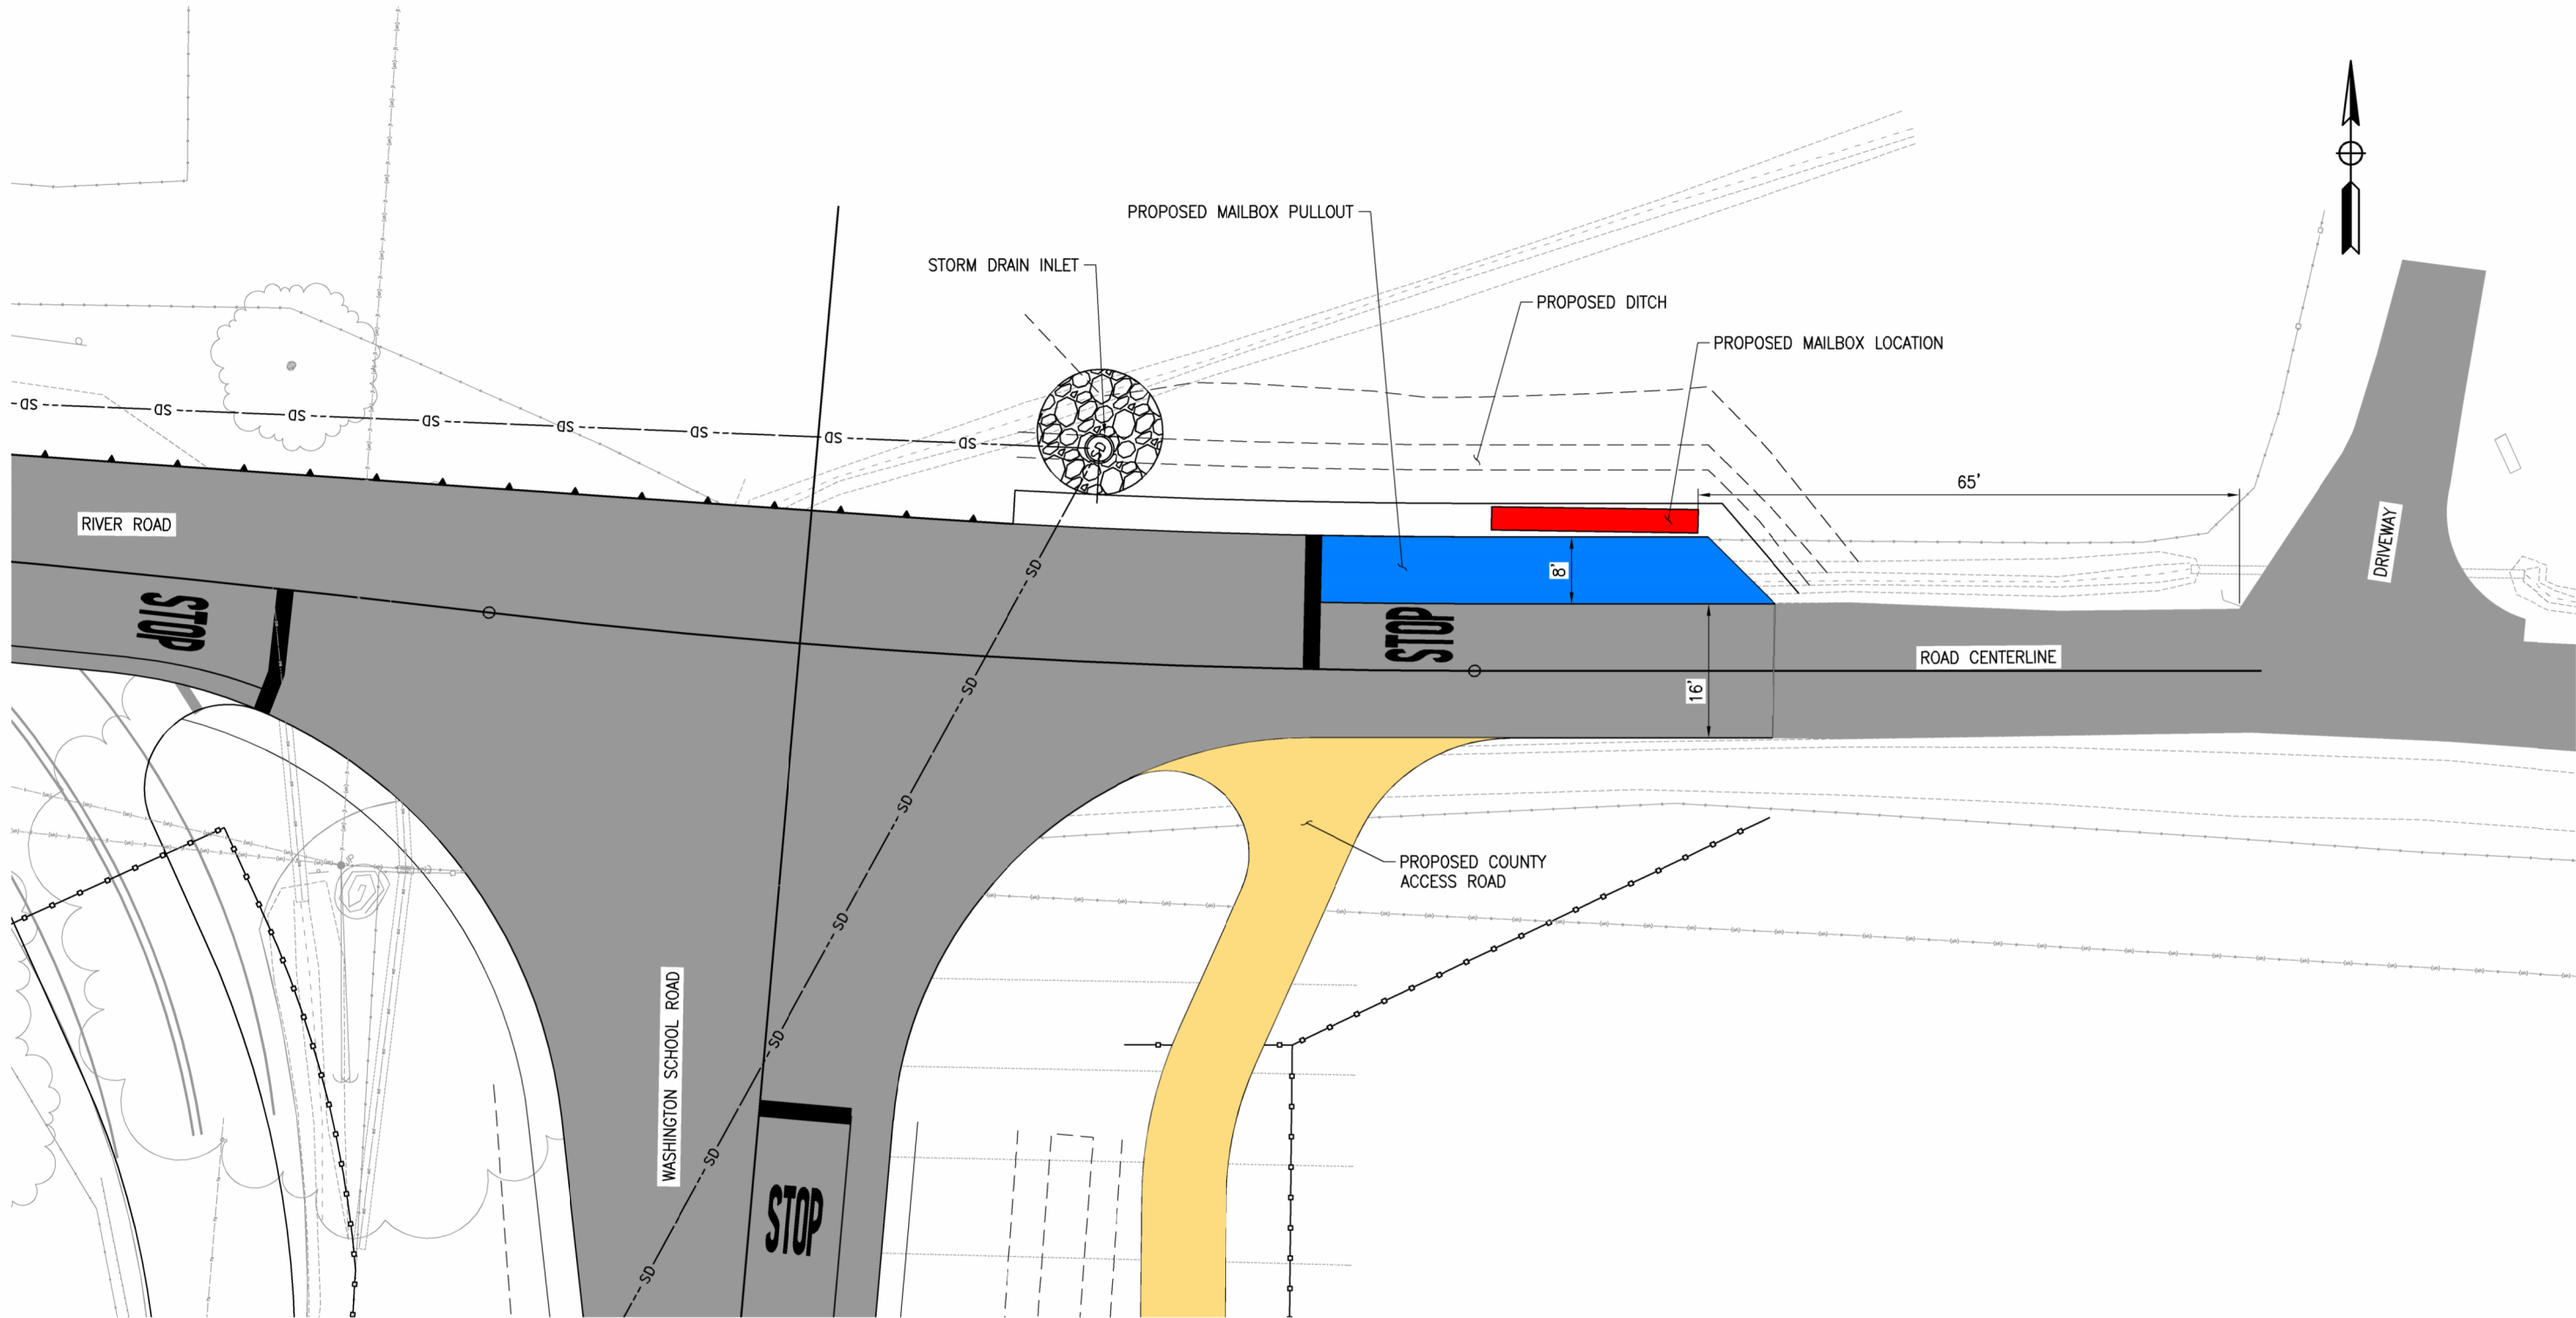 PROPOSED MAILBOX PULLOUT
STORM DRAIN INLET
PROPOSED DITCH
PROPOSED MAILBOX LOCATION
SD
SD
SD
SD
SD
SD
SD
SD
SD
65'
RIVER ROAD
DRIVEWAY
8'
SD
STOP
STOP
ROAD CENTERLINE
16'
SD
SD
PROPOSED COUNTY
ACCESS ROAD
SD
WASHINGTON SCHOOL ROAD
SD
SD
STOP
SD